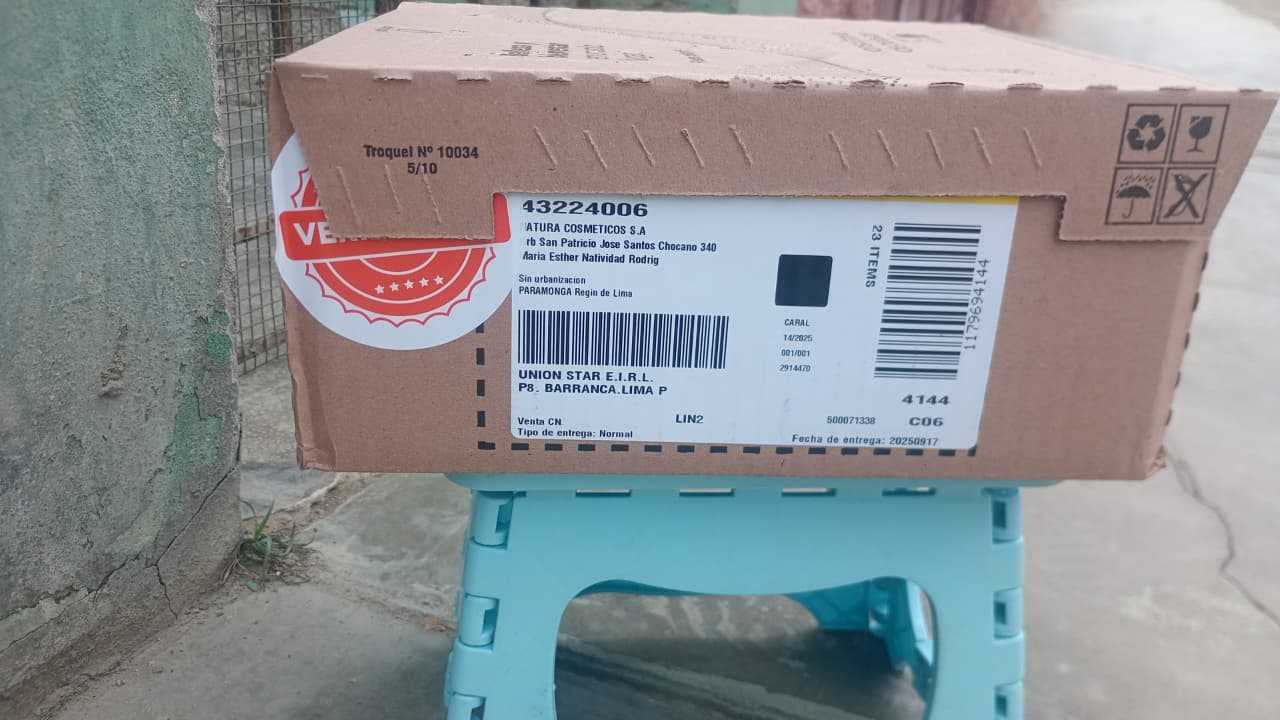 Troquel Nº 10034
5/10
VE
43224006
ATURA COSMETICOS S.A
rb San Patricio Jose Santos Chocano 340
Maria Esther Natividad Rodrig
Sin urbanizacion
PARAMONGA Regin de Lima
UNION STAR E.I.R.L.
P8. BARRANCA.LIMA P
Venta CN
Tipo de entrega: Normal
LIN2
CARAL
14/2025
001/001
2914470
23 ITEMS
1179694144
4144
500071338
C06
Fecha de entrega: 20250917